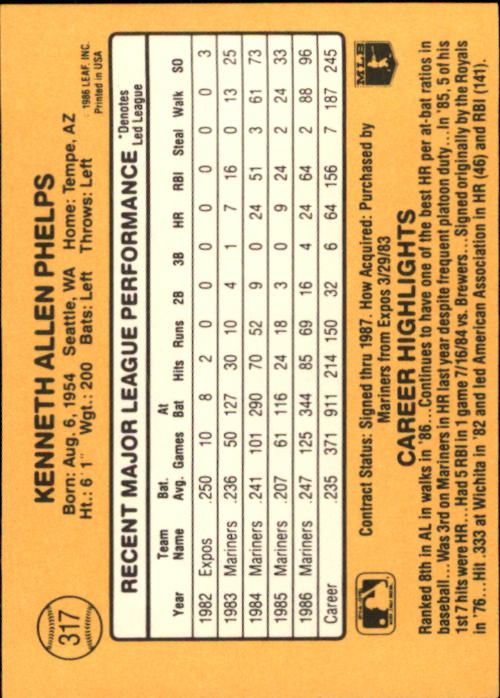 317
KENNETH ALLEN PHELPS
Born: Aug. 6, 1954 Seattle, WA Home: Tempe, AZ
Ht.: 6' 1" Wgt.: 200 Bats: Left Throws: Left
1986 LEAF, INC.
Printed in USA
RECENT MAJOR LEAGUE PERFORMANCE *Denotes Led League
Year Team Name Bat. Avg. Games At Bat Hits Runs 2B 3B HR RBI Steal Walk SO
1982 Expos .250 10 8 2 0 0 0 0 0 0 0 3
1983 Mariners .236 50 127 30 10 4 1 7 16 0 13 25
1984 Mariners .241 101 290 70 52 9 0 24 51 3 61 73
1985 Mariners .207 61 116 24 18 3 0 9 24 2 24 33
1986 Mariners .247 125 344 85 69 16 4 24 64 2 88 96
Career .235 371 911 214 150 32 6 64 156 7 187 245
Contract Status: Signed thru 1987. How Acquired: Purchased by
Mariners from Expos 3/29/83
MLB
CAREER HIGHLIGHTS
Ranked 8th in AL in walks in '86...Continues to have one of the best HR per at-bat ratios in
baseball...Was 3rd on Mariners in HR last year despite frequent platoon duty...In '85, 5 of his
1st 7 hits were HR...Had 5 RBI in 1 game 7/16/84 vs. Brewers...Signed originally by the Royals
in '76...Hit .333 at Wichita in '82 and led American Association in HR (46) and RBI (141).